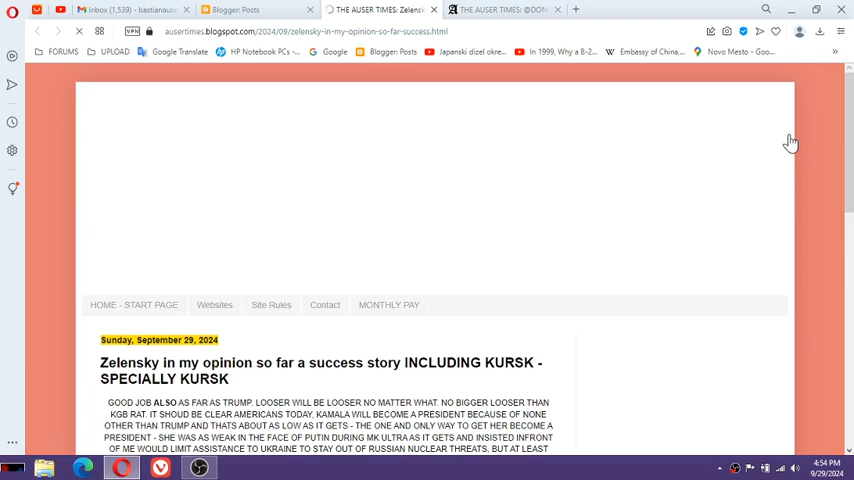 Inbox (1,539) - bastianause
Blogger: Posts
THE AUSER TIMES: Zelensk
THE AUSER TIMES: @DON
VPN
ausertimes.blogspot.com/2024/09/zelensky-in-my-opinion-so-far-success.html
FORUMS
UPLOAD
Google Translate
HP Notebook PCs -...
Google
Blogger: Posts
Japanski dizel okre...
In 1999, Why a B-2...
Embassy of China,...
Novo Mesto - Goo...
HOME - START PAGE
Websites
Site Rules
Contact
MONTHLY PAY
Sunday, September 29, 2024
Zelensky in my opinion so far a success story INCLUDING KURSK -
SPECIALLY KURSK
GOOD JOB ALSO AS FAR AS TRUMP. LOOSER WILL BE LOOSER NO MATTER WHAT. NO BIGGER LOOSER THAN
KGB RAT. IT SHOUD BE CLEAR AMERICANS TODAY, KAMALA WILL BECOME A PRESIDENT BECAUSE OF NONE
OTHER THAN TRUMP AND THATS ABOUT AS LOW AS IT GETS - THE ONE AND ONLY WAY TO GET HER BECOME A
PRESIDENT - SHE WAS AS WEAK IN THE FACE OF PUTIN DURING MK ULTRA AS IT GETS AND INSISTED INFRONT
OF ME WOULD LIMIT ASSISTANCE TO UKRAINE TO STAY OUT OF RUSSIAN NUCLEAR THREATS, BUT AT LEAST
4:54 PM
9/29/2024